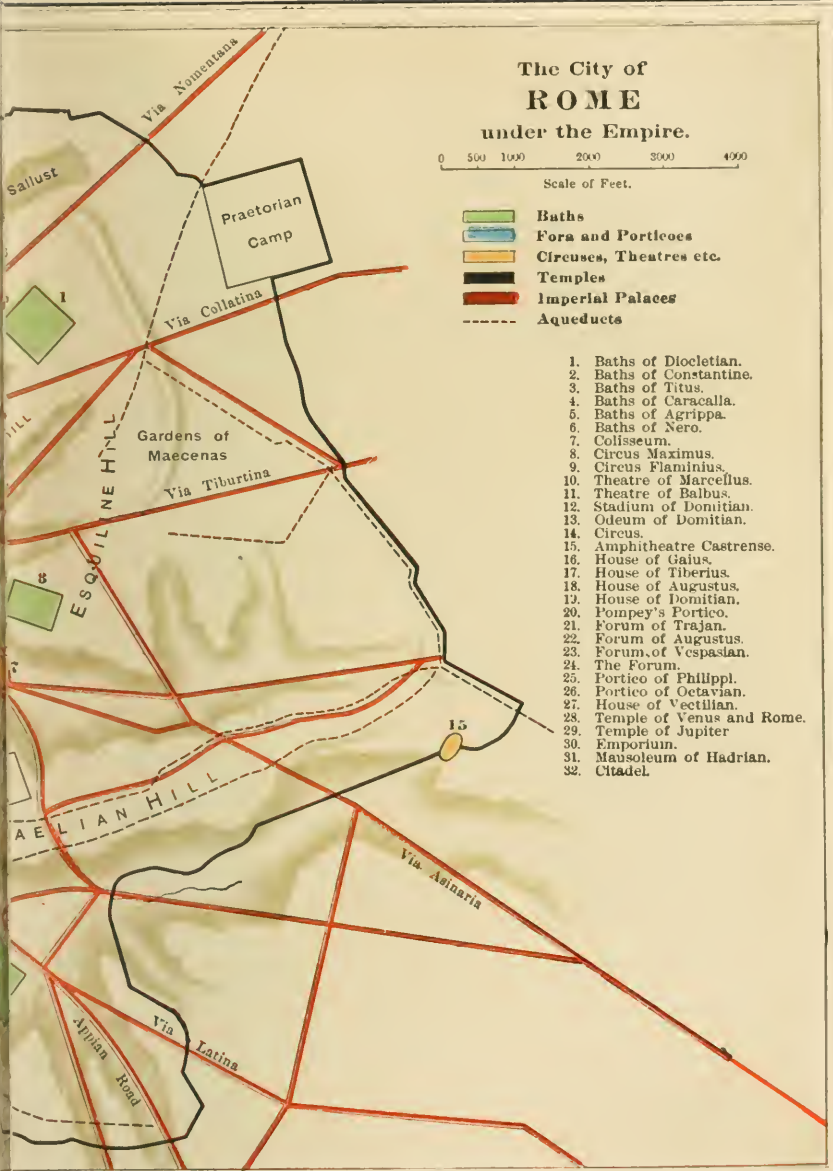 The City of
ROME
under the Empire.
0 500 1000 2000 3000 4000
Scale of Feet.
Baths
Fora and Porticoes
Circuses, Theatres etc.
Temples
Imperial Palaces
Aqueducts
1. Baths of Diocletian.
2. Baths of Constantine.
3. Baths of Titus.
4. Baths of Caracalla.
5. Baths of Agrippa.
6. Baths of Nero.
7. Colisseum.
8. Circus Maximus.
9. Circus Flaminius.
10. Theatre of Marcellus.
11. Theatre of Balbus.
12. Stadium of Domitian.
13. Odeum of Domitian.
14. Circus.
15. Amphitheatre Castrense.
16. House of Gaius.
17. House of Tiberius.
18. House of Augustus.
19. House of Domitian.
20. Pompey's Portico.
21. Forum of Trajan.
22. Forum of Augustus.
23. Forum of Vespasian.
24. The Forum.
25. Portico of Philippi.
26. Portico of Octavian.
27. House of Vectilian.
28. Temple of Venus and Rome.
29. Temple of Jupiter
30. Emporium.
31. Mausoleum of Hadrian.
32. Citadel.
Via Nomentana
Sallust
Praetorian
Camp
1
Via Collatina
HILL
Gardens of
Maecenas
Via Tiburtina
ESQUILINE HILL
8
7
15
AELIAN HILL
Via Asinaria
Via Latina
Appian Road